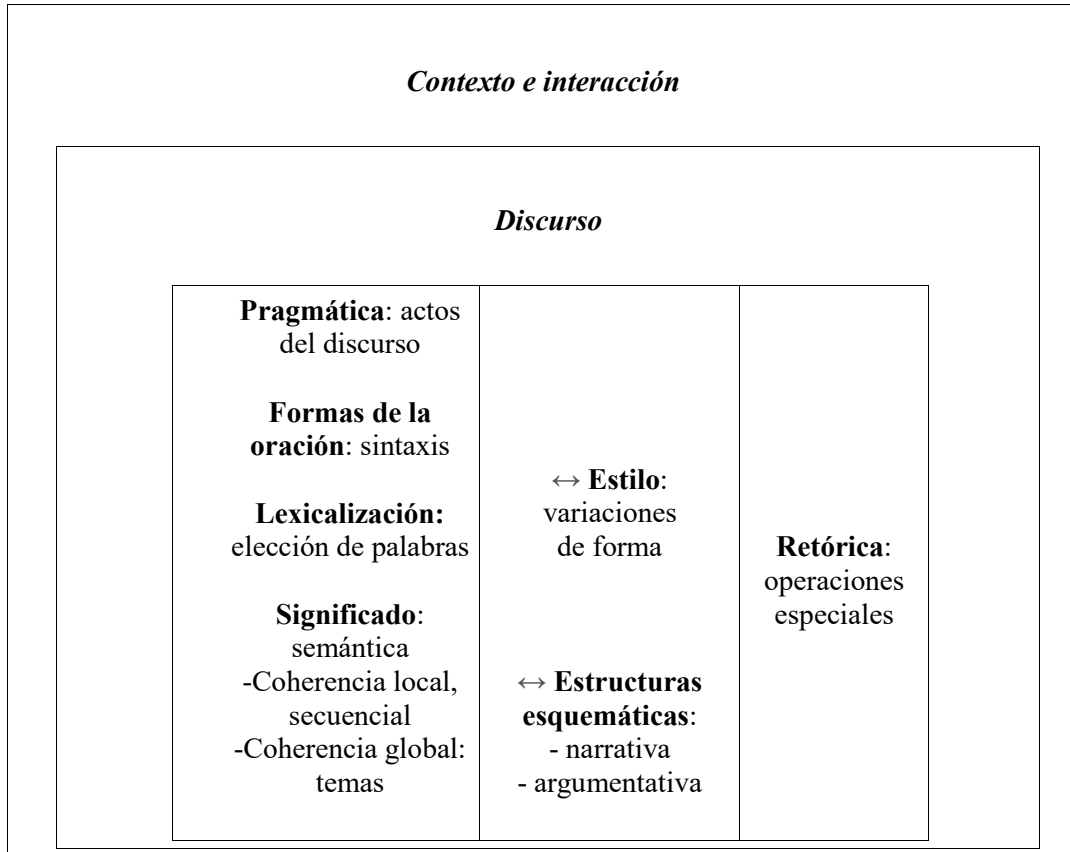 Contexto e interacción
Discurso
Pragmática: actos
del discurso
Formas de la
oración: sintaxis
Lexicalización:
elección de palabras
Significado:
semántica
-Coherencia local,
secuencial
-Coherencia global:
temas
↔ Estilo:
variaciones
de forma
↔ Estructuras
esquemáticas:
- narrativa
- argumentativa
Retórica:
operaciones
especiales